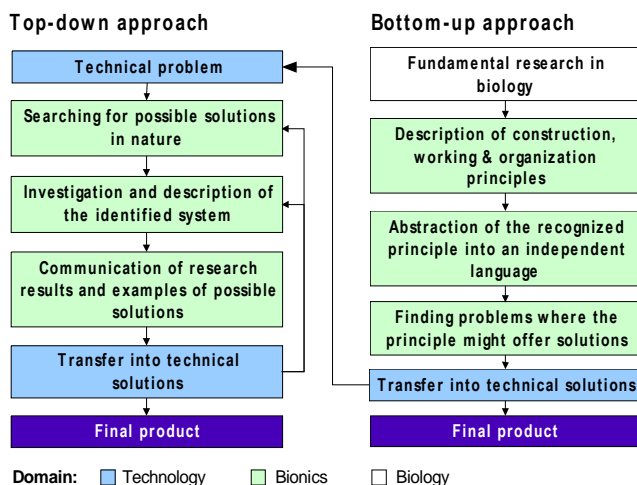 Top-down approach
Technical problem
Searching for possible solutions
in nature
Investigation and description of
the identified system
Communication of research
results and examples of possible
solutions
Transfer into technical
solutions
Final product
Bottom-up approach
Fundamental research in
biology
Description of construction,
working & organization
principles
Abstraction of the recognized
principle into an independent
language
Finding problems where the
principle might offer solutions
Transfer into technical solutions
Final product
Domain: Technology Bionics Biology